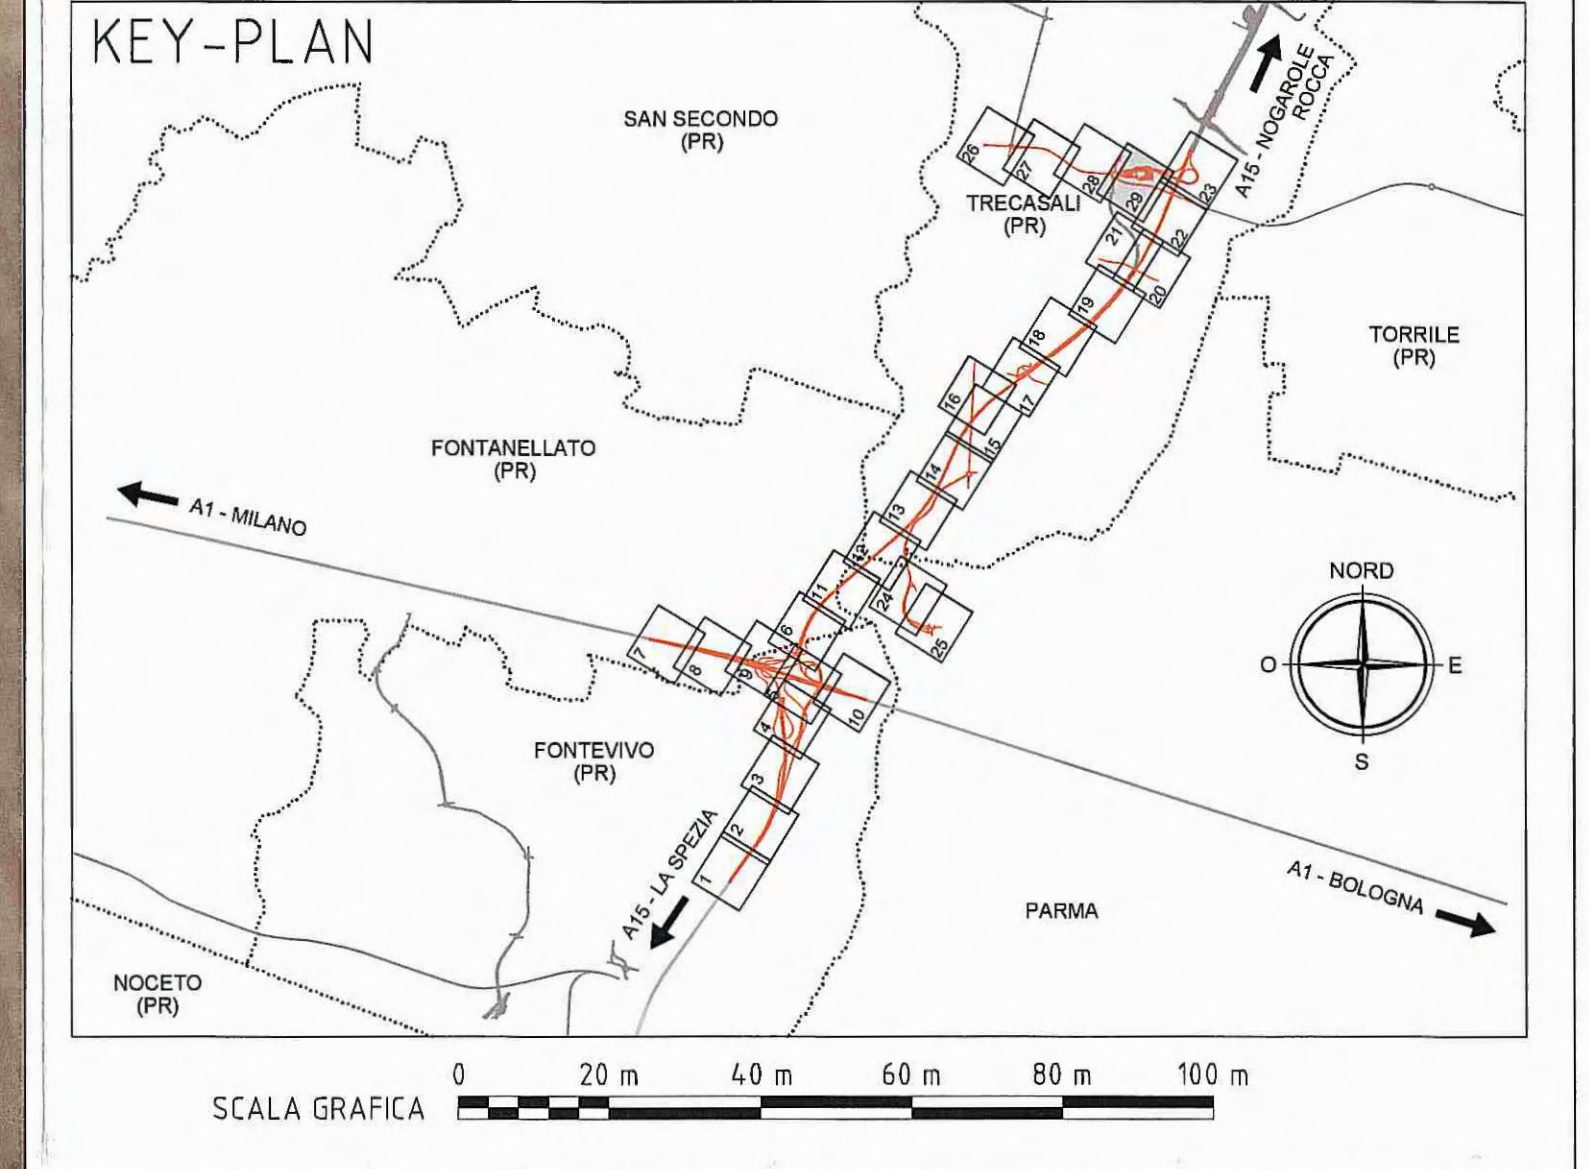 KEY-PLAN
SAN SECONDO
(PR)
A15 - NOGAROLE
ROCCA
26
27
28
29
23
TRECASALI
(PR)
22
21
20
19
TORRILE
(PR)
18
17
16
15
FONTANELLATO
(PR)
14
A1 - MILANO
13
12
11
24
25
NORD
O
E
S
6
7
8
9
5
10
4
FONTEVIVO
(PR)
3
2
1
A15 - LA SPEZIA
A1 - BOLOGNA
PARMA
NOCETO
(PR)
0 20 m 40 m 60 m 80 m 100 m
SCALA GRAFICA